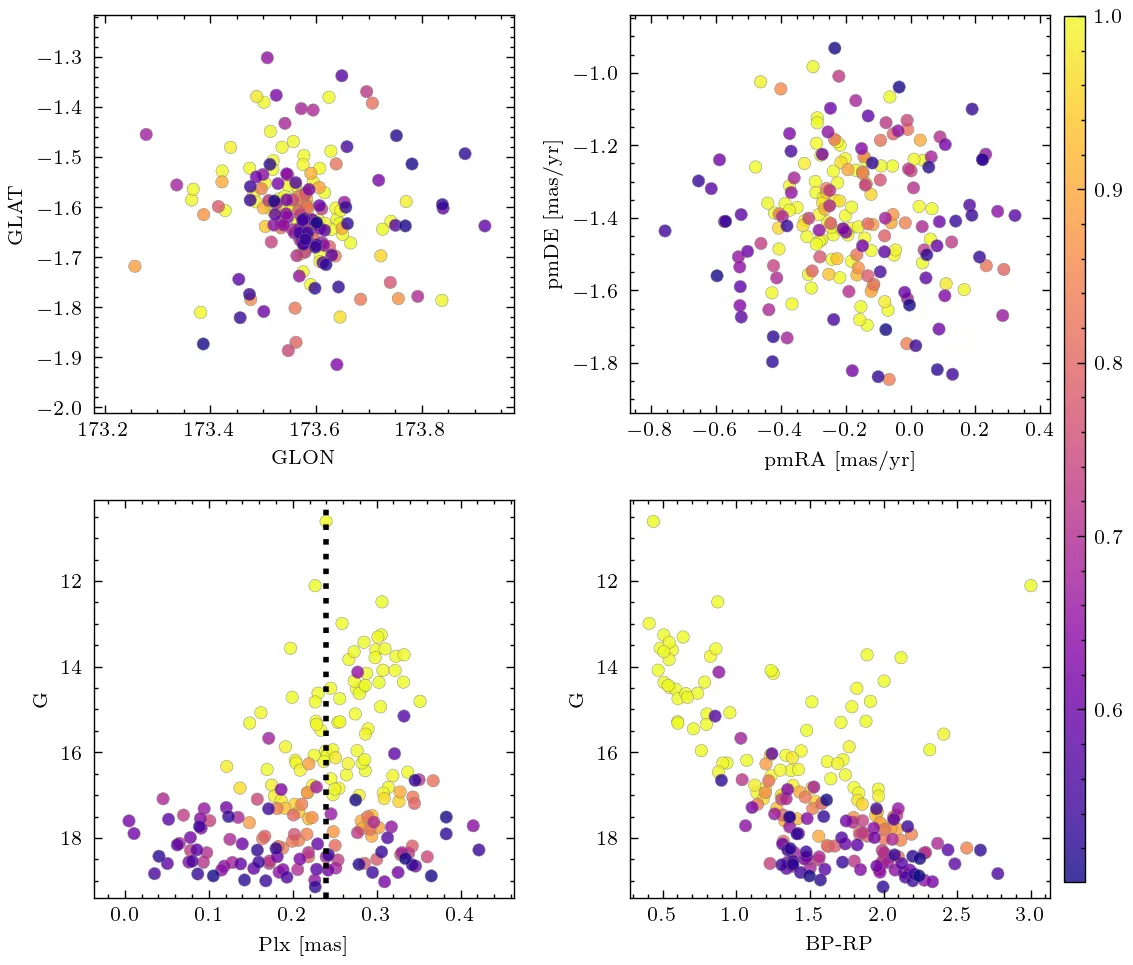 −1.3
−1.4
−1.5
−1.6
−1.7
−1.8
−1.9
−2.0
GLAT
173.2 173.4 173.6 173.8
GLON
−1.0
−1.2
−1.4
−1.6
−1.8
pmDE [mas/yr]
−0.8 −0.6 −0.4 −0.2 0.0 0.2 0.4
pmRA [mas/yr]
12
14
16
18
G
0.0 0.1 0.2 0.3 0.4
Plx [mas]
12
14
16
18
G
0.5 1.0 1.5 2.0 2.5 3.0
BP-RP
1.0
0.9
0.8
0.7
0.6